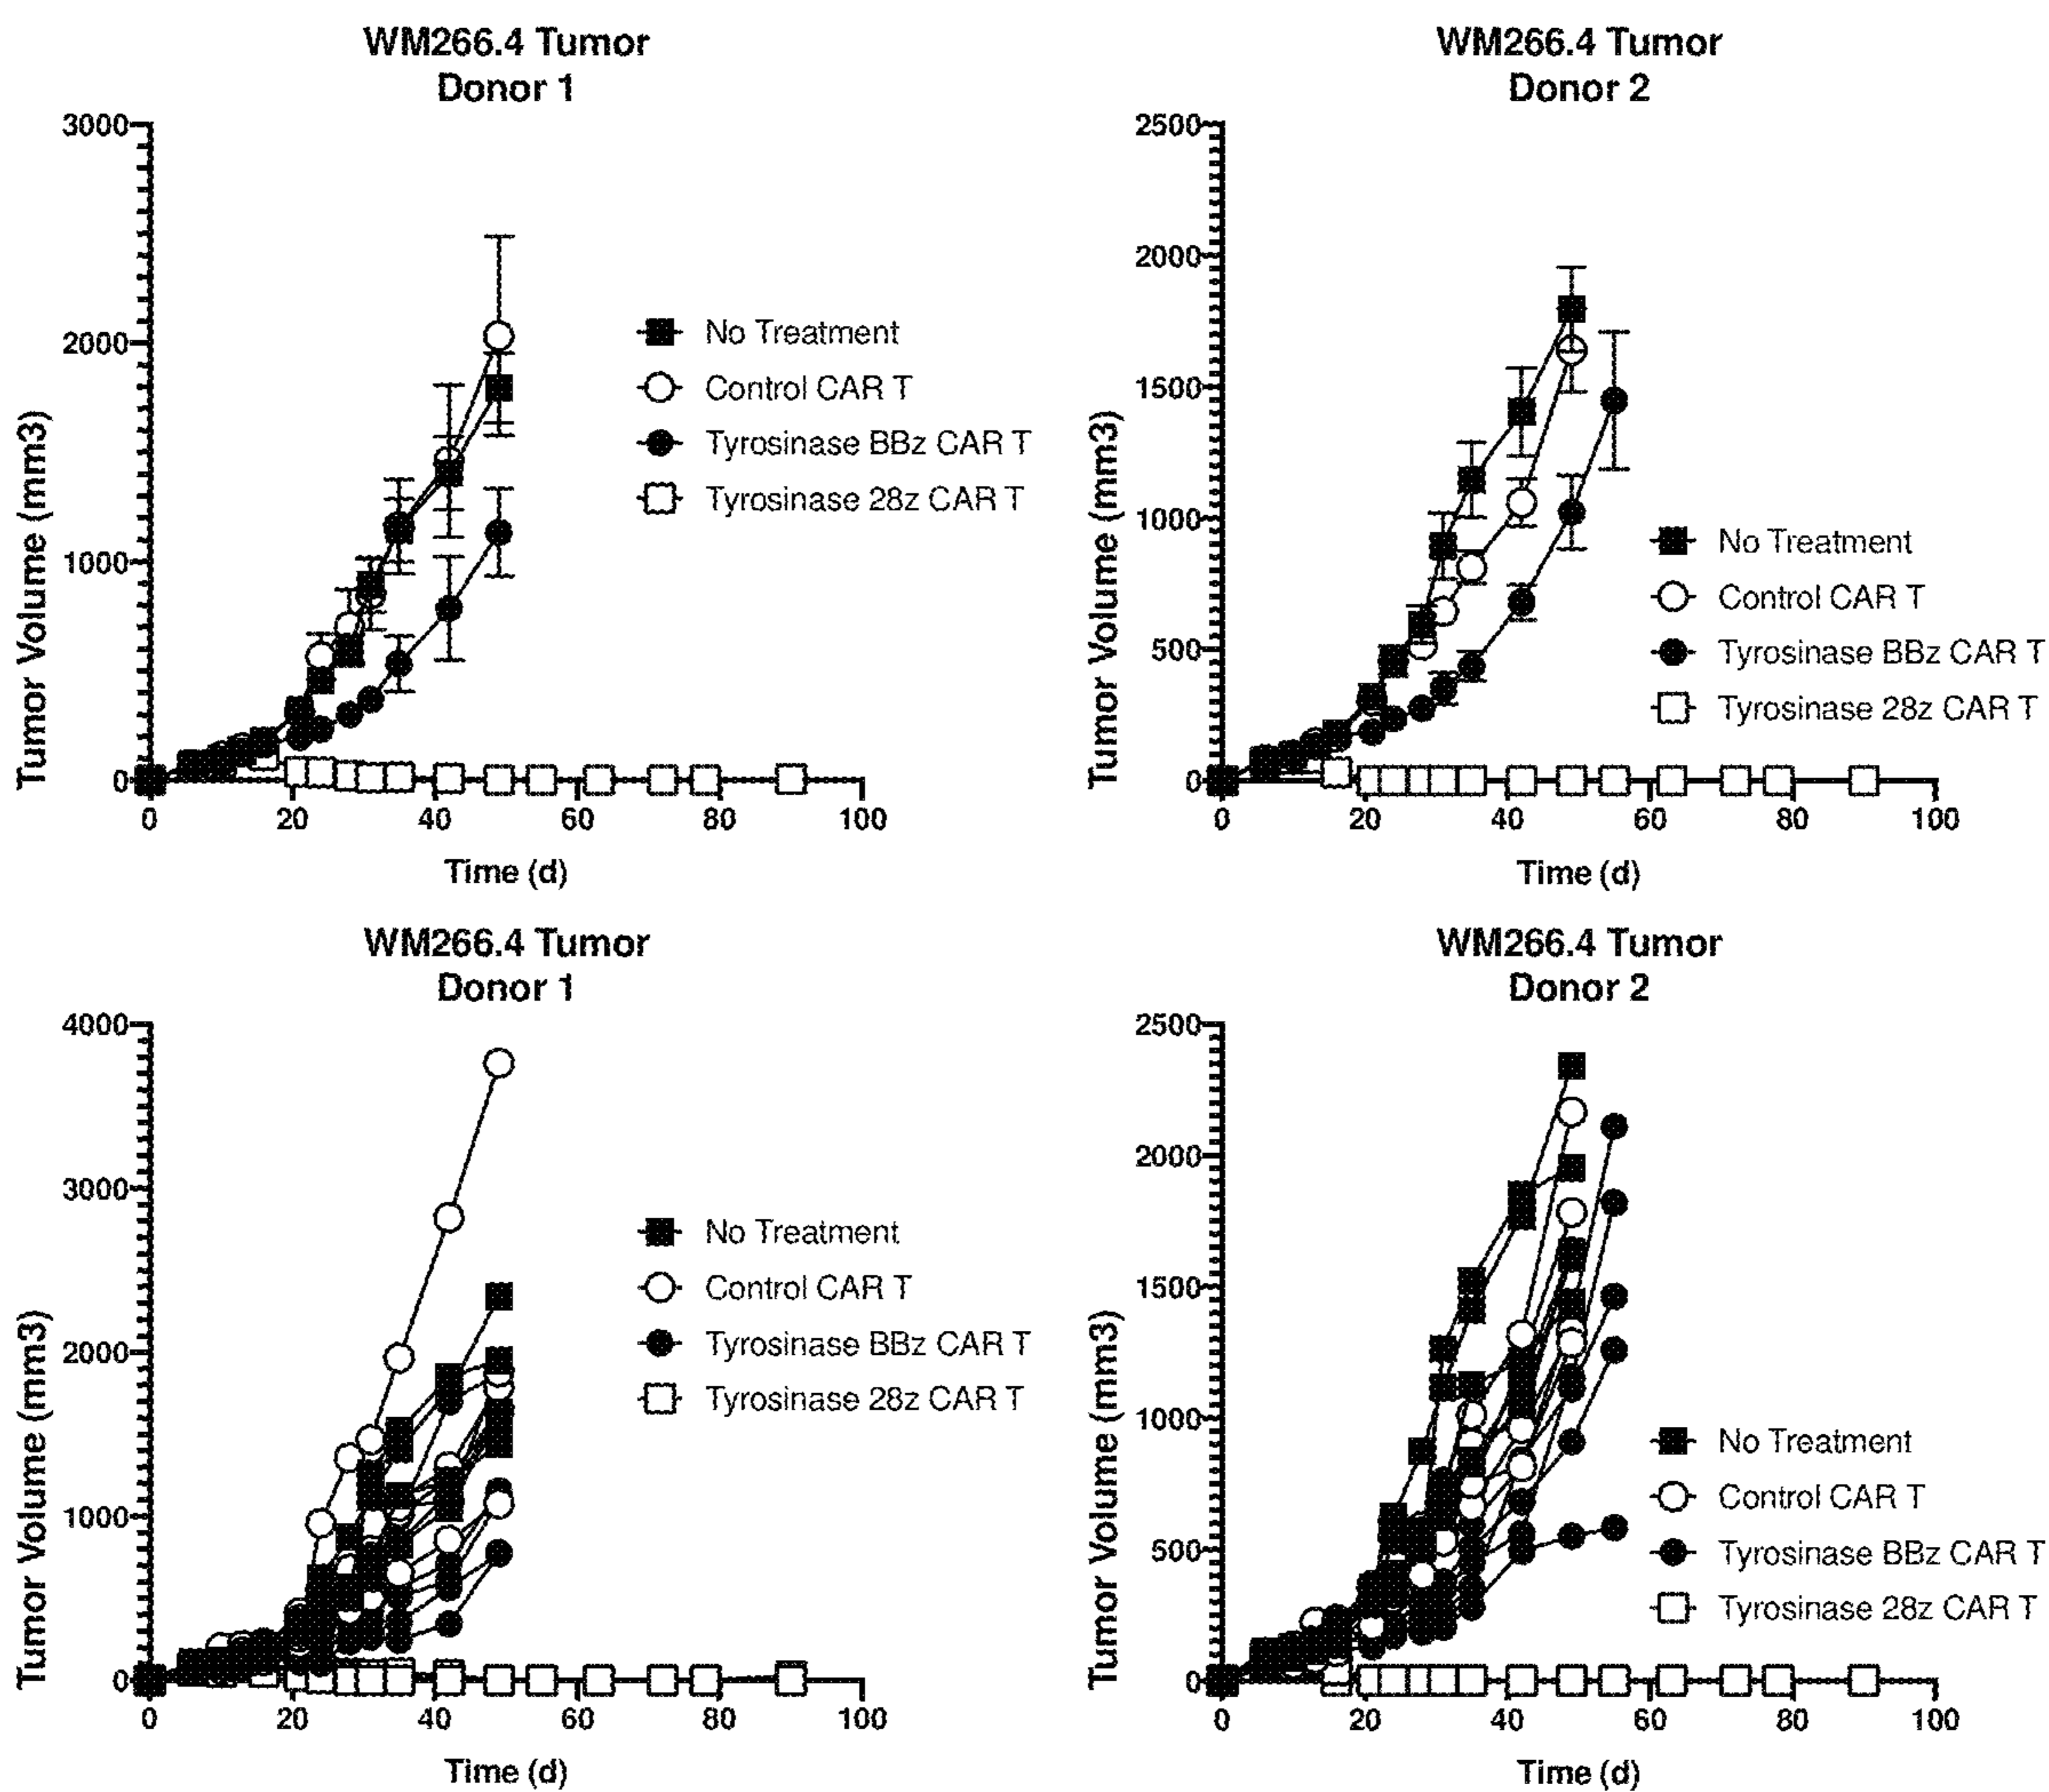 WM266.4 Tumor
Donor 1
3000
2000
1000
0
0 20 40 60 80 100
Tumor Volume (mm3)
Time (d)
No Treatment
Control CAR T
Tyrosinase BBz CAR T
Tyrosinase 28z CAR T
WM266.4 Tumor
Donor 2
2500
2000
1500
1000
500
0
0 20 40 60 80 100
Tumor Volume (mm3)
Time (d)
No Treatment
Control CAR T
Tyrosinase BBz CAR T
Tyrosinase 28z CAR T
WM266.4 Tumor
Donor 1
4000
3000
2000
1000
0
0 20 40 60 80 100
Tumor Volume (mm3)
Time (d)
No Treatment
Control CAR T
Tyrosinase BBz CAR T
Tyrosinase 28z CAR T
WM266.4 Tumor
Donor 2
2500
2000
1500
1000
500
0
0 20 40 60 80 100
Tumor Volume (mm3)
Time (d)
No Treatment
Control CAR T
Tyrosinase BBz CAR T
Tyrosinase 28z CAR T